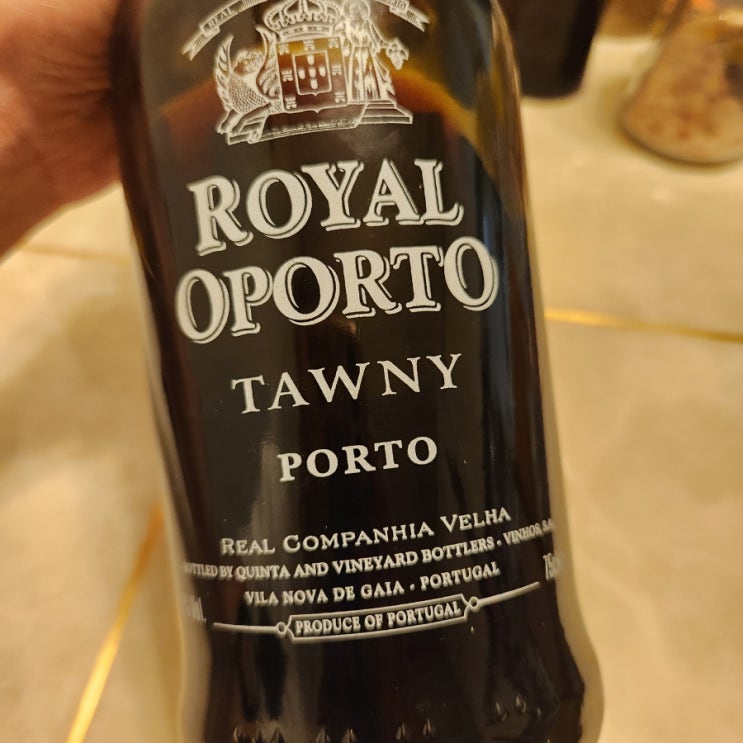 REAL
ROYAL
OPORTO
TAWNY
PORTO
REAL COMPANHIA VELHA
BOTTLED BY QUINTA AND VINEYARD BOTTLERS - VINHOS, S.A.
VILA NOVA DE GAIA - PORTUGAL
PRODUCE OF PORTUGAL